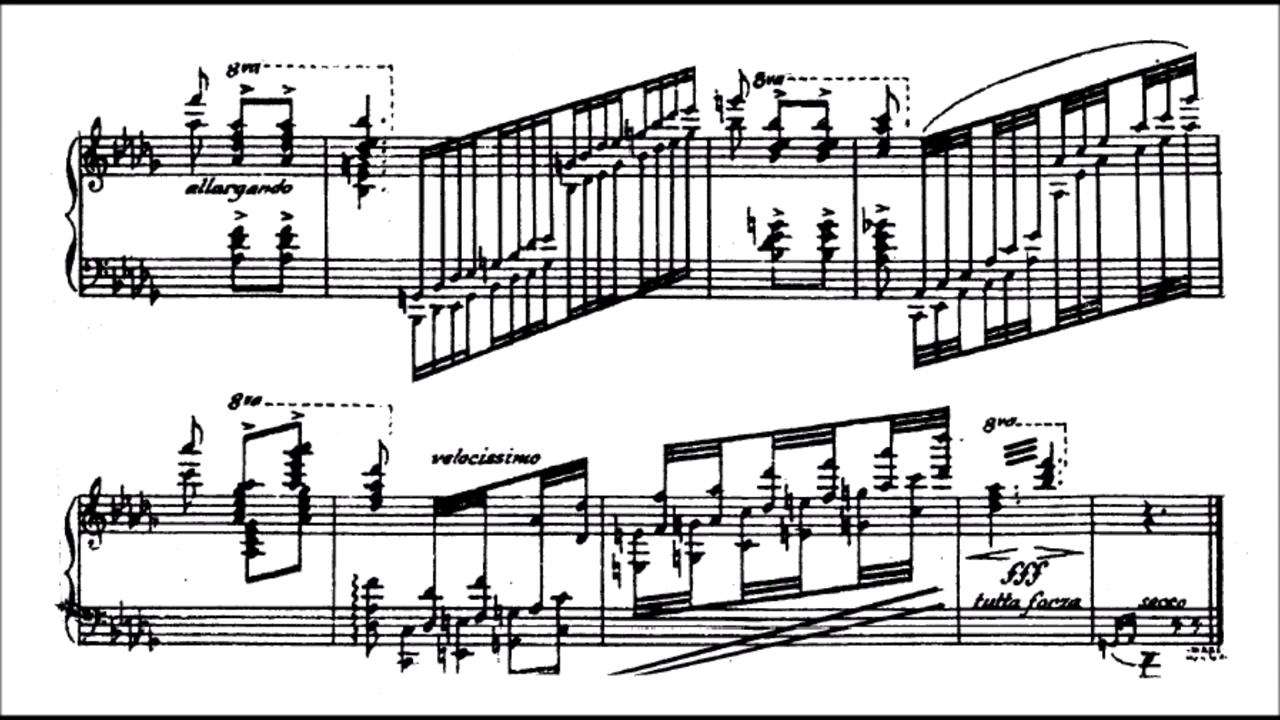 8va
8va
allargando
8va
8va
velocissimo
fff
tutta forza
secco